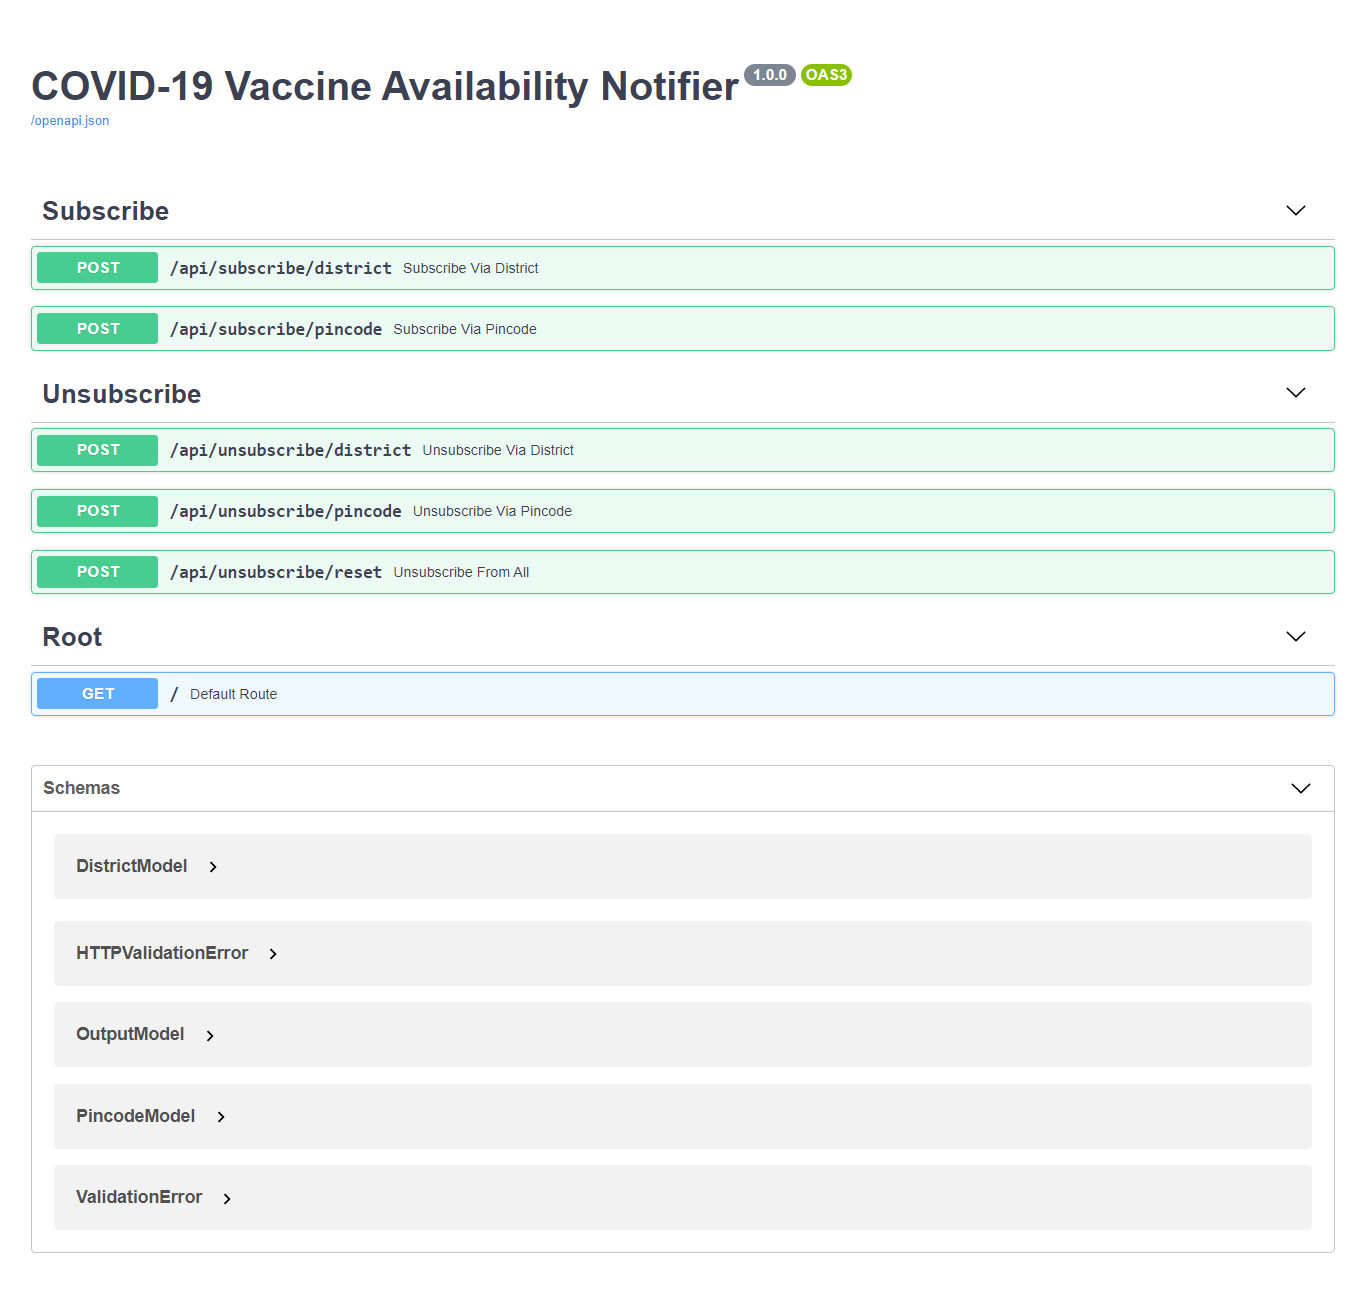 COVID-19 Vaccine Availability Notifier 1.0.0 OAS3
/openapi.json
Subscribe
POST /api/subscribe/district Subscribe Via District
POST /api/subscribe/pincode Subscribe Via Pincode
Unsubscribe
POST /api/unsubscribe/district Unsubscribe Via District
POST /api/unsubscribe/pincode Unsubscribe Via Pincode
POST /api/unsubscribe/reset Unsubscribe From All
Root
GET / Default Route
Schemas
DistrictModel
HTTPValidationError
OutputModel
PincodeModel
ValidationError